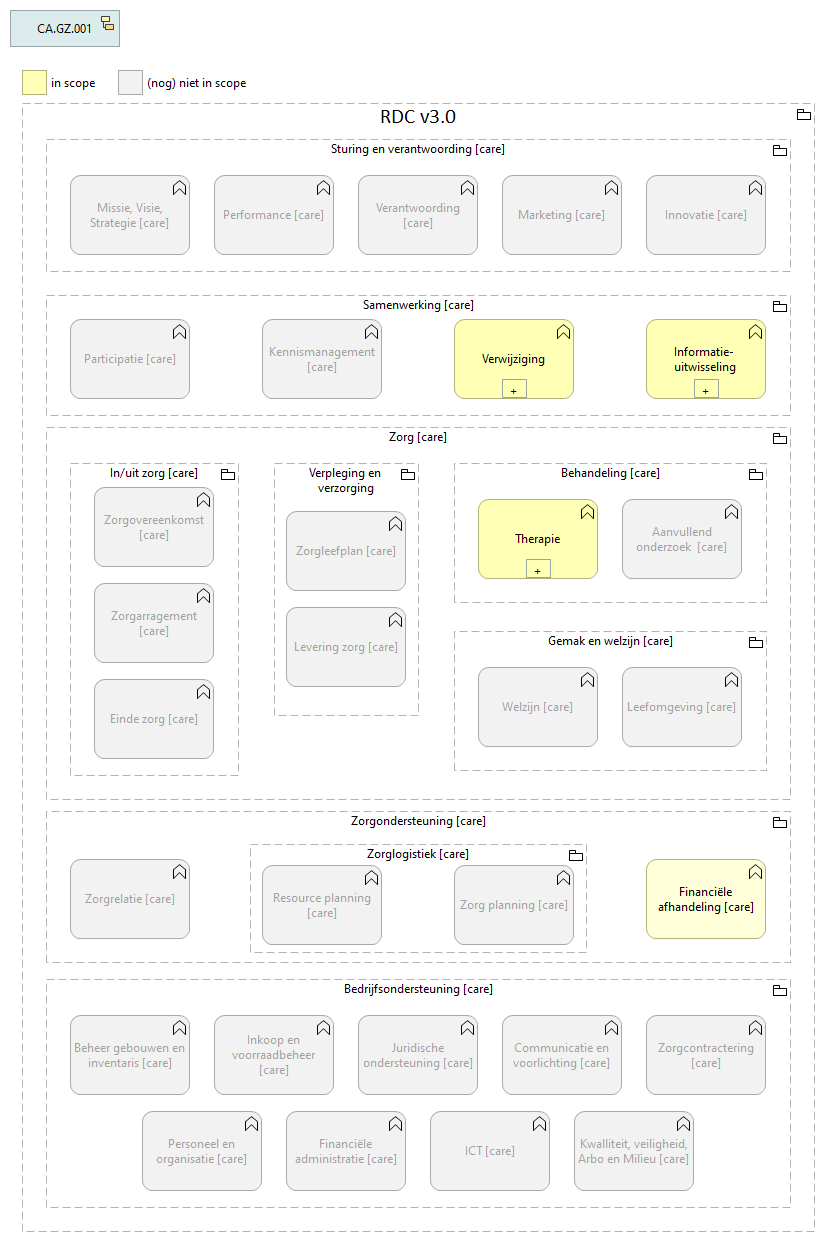 CA.GZ.001
in scope
(nog) niet in scope
RDC v3.0
Sturing en verantwoording [care]
Missie, Visie,
Strategie [care]
Performance [care]
Verantwoording
[care]
Marketing [care]
Innovatie [care]
Samenwerking [care]
Participatie [care]
Kennismanagement
[care]
Verwijziging
+
Informatie-
uitwisseling
+
Zorg [care]
In/uit zorg [care]
Zorgovereenkomst
[care]
Zorgarragement
[care]
Einde zorg [care]
Verpleging en
verzorging
Zorgleefplan [care]
Levering zorg [care]
Behandeling [care]
Therapie
+
Aanvullend
onderzoek [care]
Gemak en welzijn [care]
Welzijn [care]
Leefomgeving [care]
Zorgondersteuning [care]
Zorgrelatie [care]
Zorglogistiek [care]
Resource planning
[care]
Zorg planning [care]
Financiële
afhandeling [care]
Bedrijfsondersteuning [care]
Beheer gebouwen en
inventaris [care]
Inkoop en
voorraadbeheer
[care]
Juridische
ondersteuning [care]
Communicatie en
voorlichting [care]
Zorgcontractering
[care]
Personeel en
organisatie [care]
Financiële
administratie [care]
ICT [care]
Kwalliteit, veiligheid,
Arbo en Milieu [care]